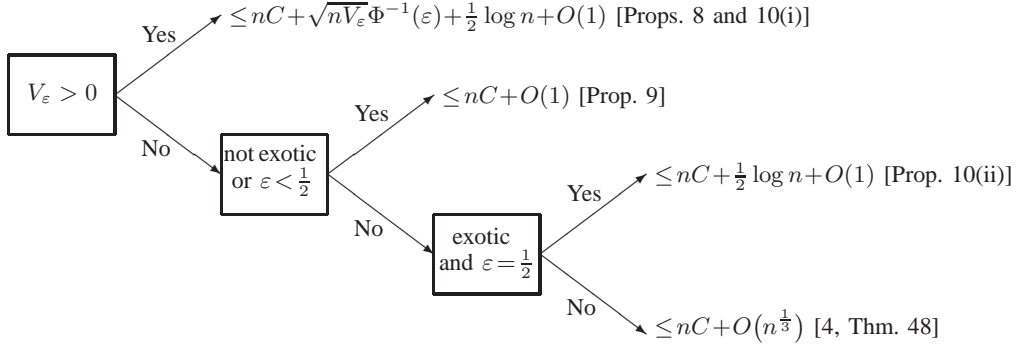 ≤ nC + √(nV_ε) Φ⁻¹(ε) + ½ log n + O(1) [Props. 8 and 10(i)]
Yes
V_ε > 0
No
≤ nC + O(1) [Prop. 9]
Yes
not exotic
or ε < ½
No
≤ nC + ½ log n + O(1) [Prop. 10(ii)]
Yes
exotic
and ε = ½
No
≤ nC + O(n^{1/3}) [4, Thm. 48]